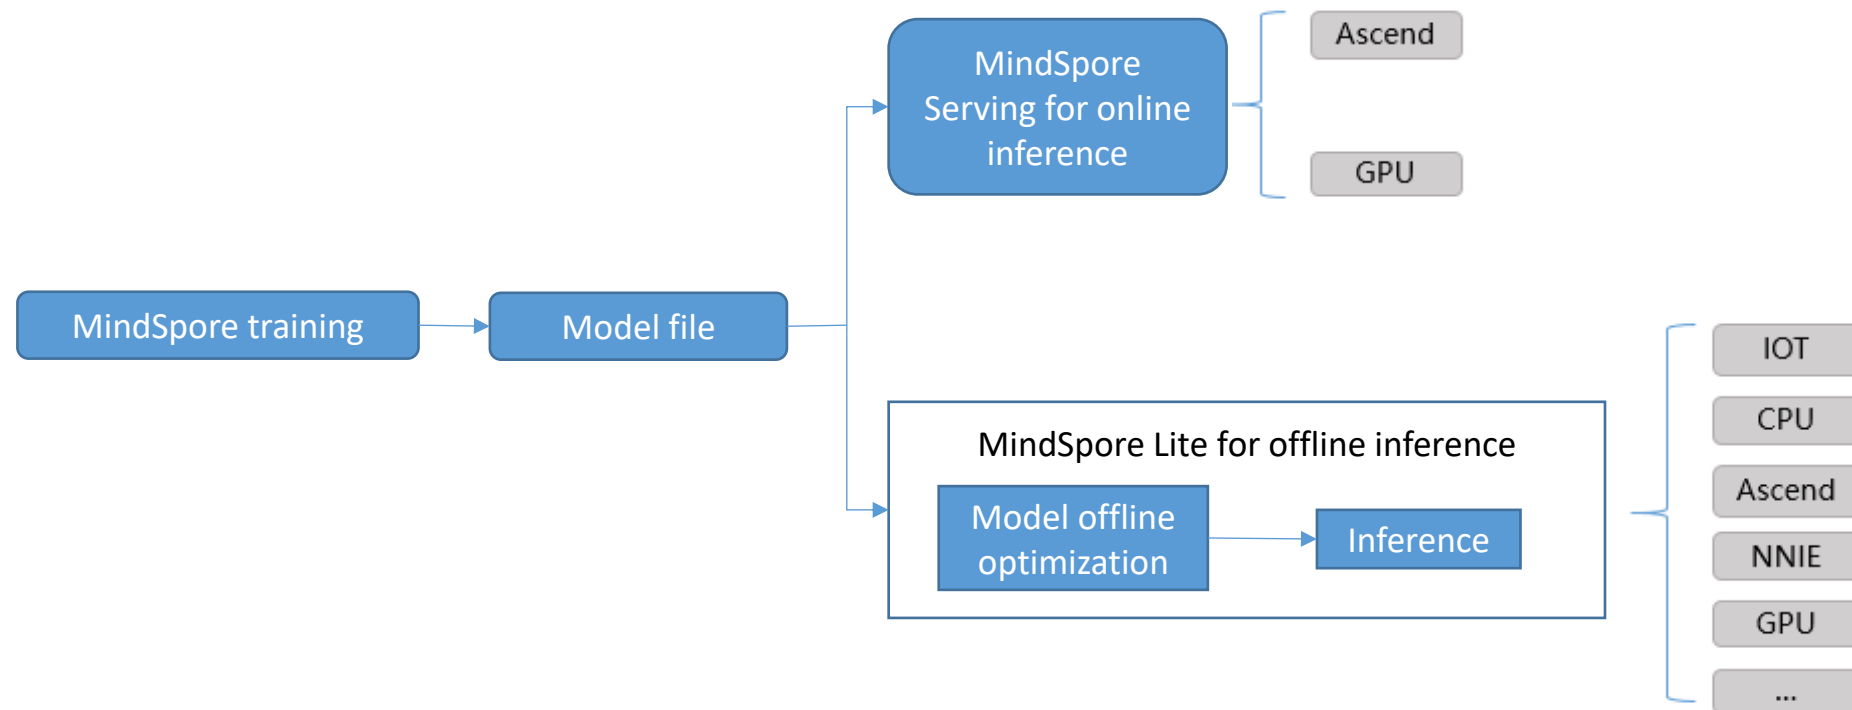 MindSpore training
Model file
MindSpore
Serving for online
inference
Ascend
GPU
MindSpore Lite for offline inference
Model offline
optimization
Inference
IOT
CPU
Ascend
NNIE
GPU
...